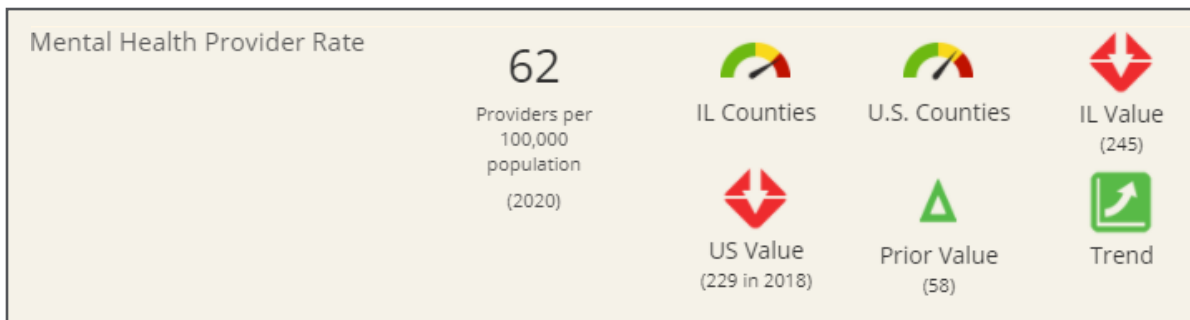 Mental Health Provider Rate
62
Providers per
100,000
population
(2020)
IL Counties
U.S. Counties
IL Value
(245)
US Value
(229 in 2018)
Prior Value
(58)
Trend